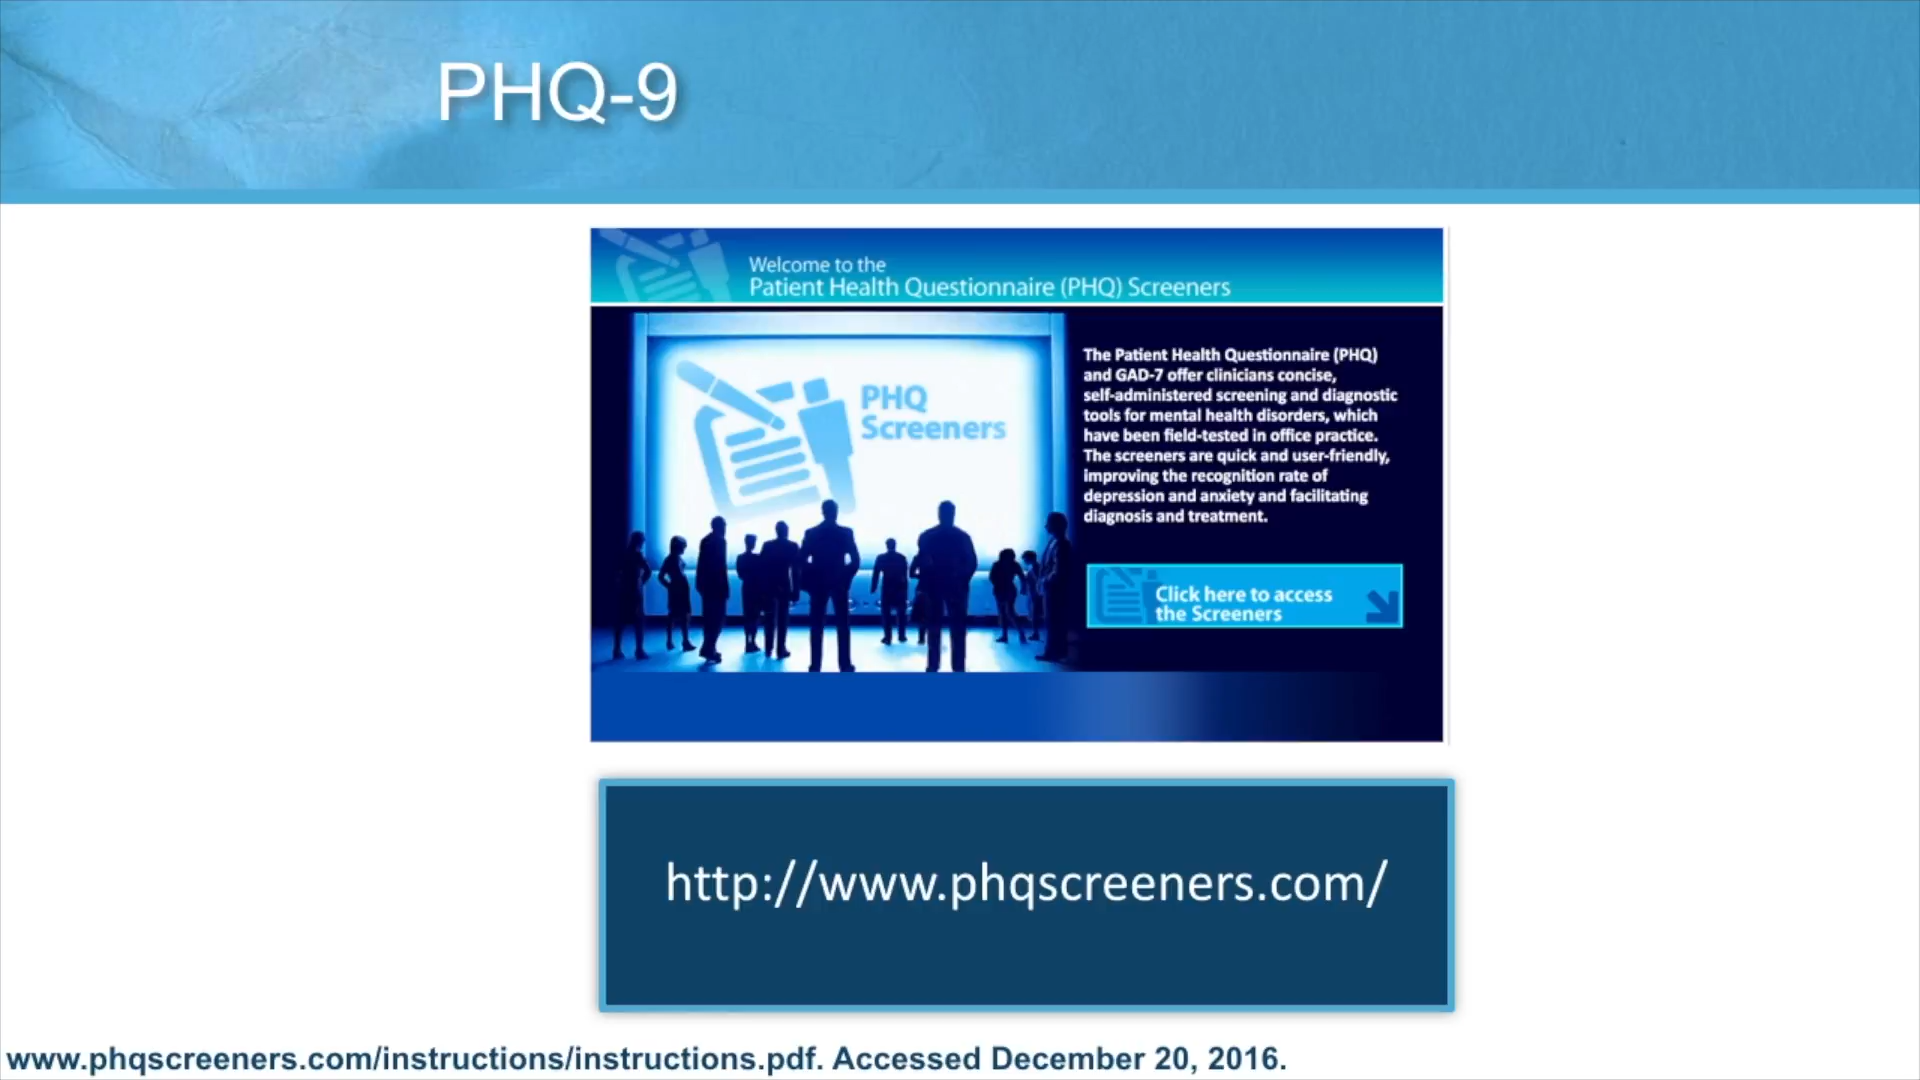 PHQ-9
Welcome to the
Patient Health Questionnaire (PHQ) Screeners
PHQ
Screeners
The Patient Health Questionnaire (PHQ)
and GAD-7 offer clinicians concise,
self-administered screening and diagnostic
tools for mental health disorders, which
have been field-tested in office practice.
The screeners are quick and user-friendly,
improving the recognition rate of
depression and anxiety and facilitating
diagnosis and treatment.
Click here to access
the Screeners
http://www.phqscreeners.com/
www.phqscreeners.com/instructions/instructions.pdf. Accessed December 20, 2016.